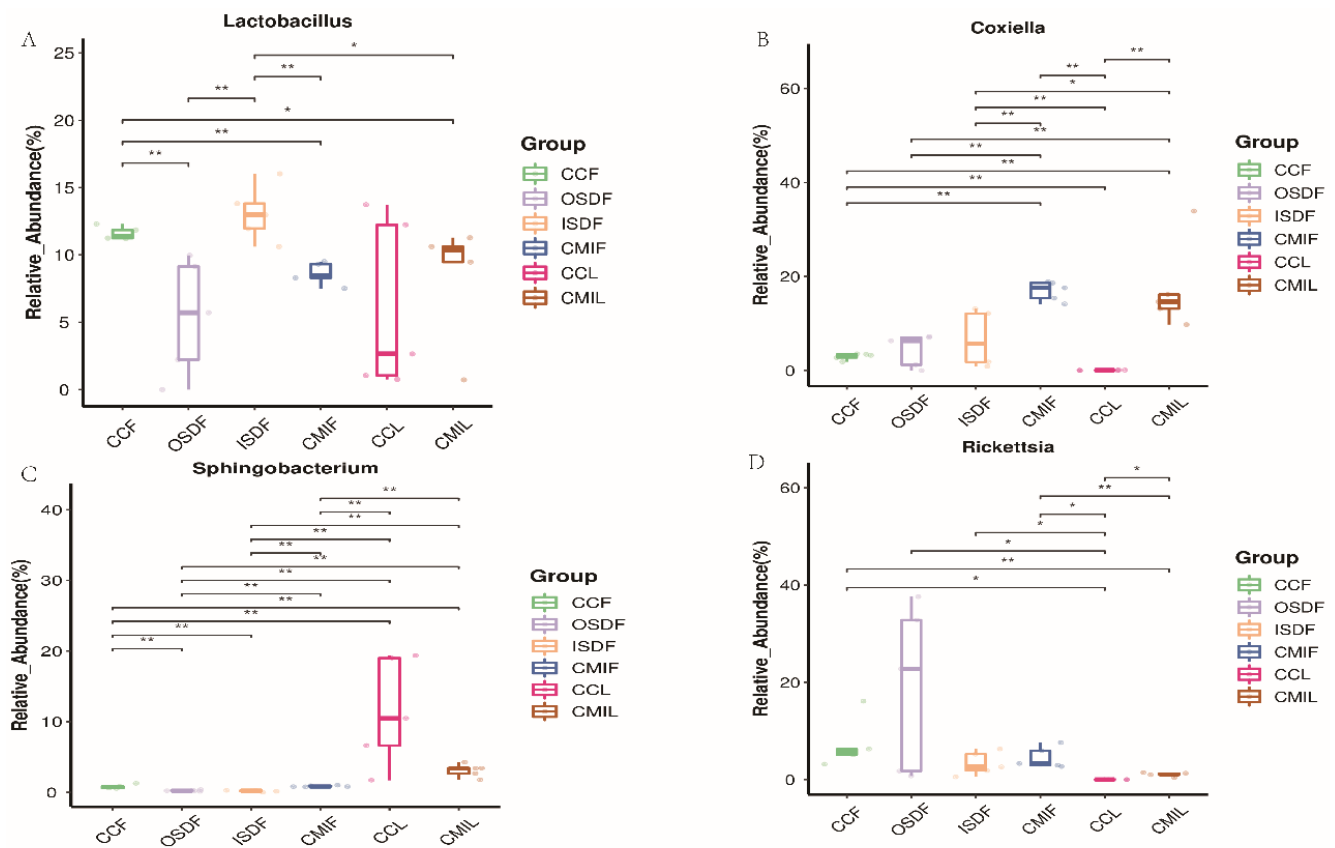 A
Lactobacillus
Relative_Abundance(%)
25
20
15
10
5
0
*
**
**
*
**
**
CCF
OSDF
ISDF
CMIF
CCL
CMIL
Group
CCF
OSDF
ISDF
CMIF
CCL
CMIL
B
Coxiella
Relative_Abundance(%)
60
40
20
0
**
**
*
**
**
**
**
**
**
**
CCF
OSDF
ISDF
CMIF
CCL
CMIL
Group
CCF
OSDF
ISDF
CMIF
CCL
CMIL
C
Sphingobacterium
Relative_Abundance(%)
40
30
20
10
0
**
**
**
**
**
**
**
**
**
**
**
**
CCF
OSDF
ISDF
CMIF
CCL
CMIL
Group
CCF
OSDF
ISDF
CMIF
CCL
CMIL
D
Rickettsia
Relative_Abundance(%)
60
40
20
0
*
**
*
*
*
**
*
CCF
OSDF
ISDF
CMIF
CCL
CMIL
Group
CCF
OSDF
ISDF
CMIF
CCL
CMIL